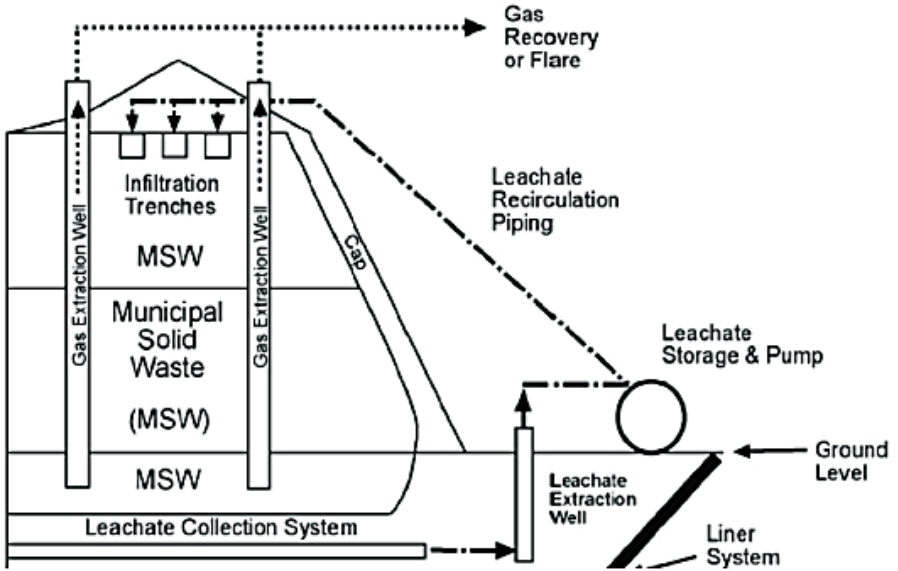 Gas
Recovery
or Flare
Infiltration
Trenches
MSW
Gas Extraction Well
Gas Extraction Well
Cap
Leachate
Recirculation
Piping
Municipal
Solid
Waste
(MSW)
Leachate
Storage & Pump
MSW
Ground
Level
Leachate
Extraction
Well
Leachate Collection System
Liner
System